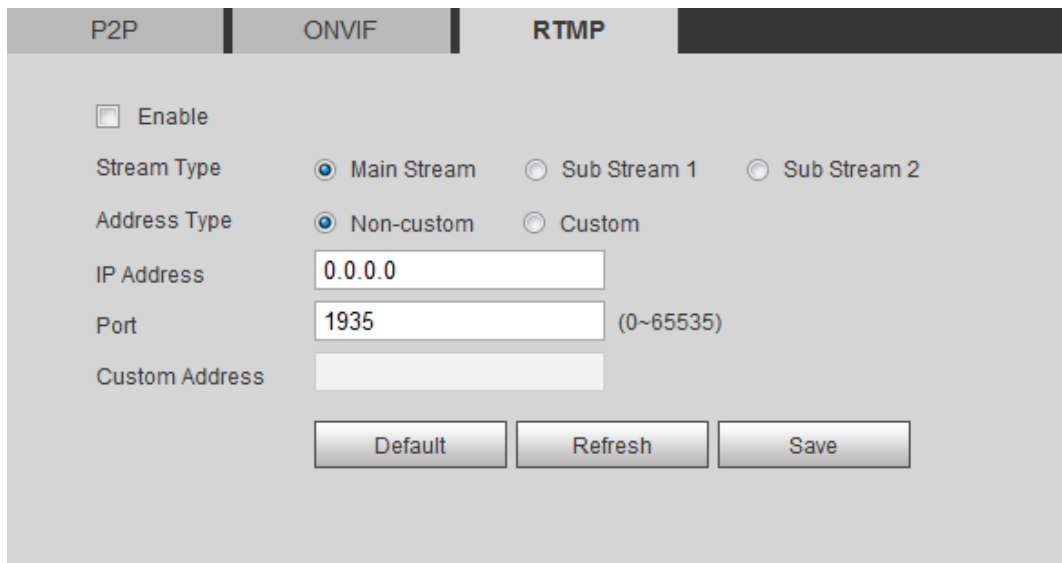 P2P ONVIF RTMP
Enable
Stream Type Main Stream Sub Stream 1 Sub Stream 2
Address Type Non-custom Custom
IP Address 0.0.0.0
Port 1935 (0~65535)
Custom Address
Default Refresh Save